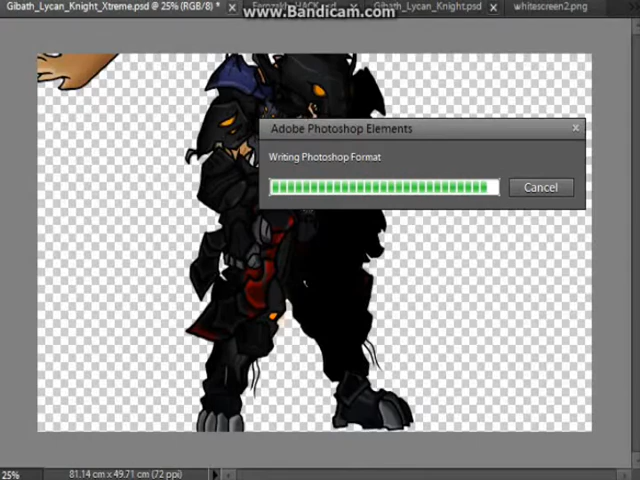 Gibath_Lycan_Knight_Xtreme.psd @ 25% (RGB/8) *
www.Bandicam.com
Gibath_Lycan_Knight.psd
whitescreen2.png
Adobe Photoshop Elements
Writing Photoshop Format
Cancel
25%
81.14 cm x 49.71 cm (72 ppi)